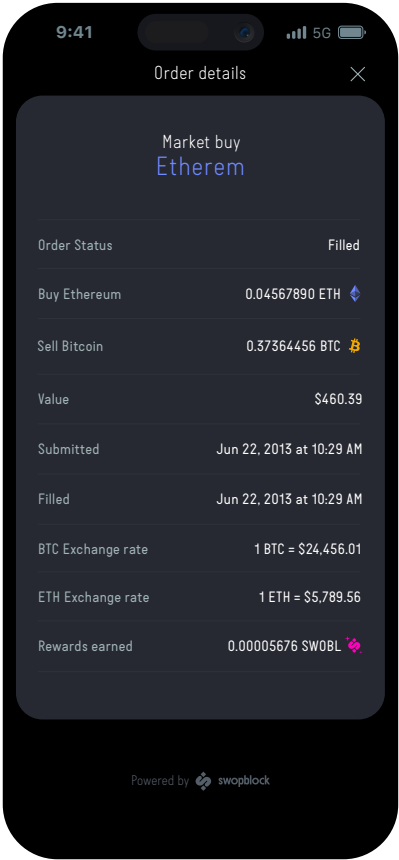 9:41
5G
Order details
Market buy
Etherem
Order Status Filled
Buy Ethereum 0.04567890 ETH
Sell Bitcoin 0.37364456 BTC
Value $460.39
Submitted Jun 22, 2013 at 10:29 AM
Filled Jun 22, 2013 at 10:29 AM
BTC Exchange rate 1 BTC = $24,456.01
ETH Exchange rate 1 ETH = $5,789.56
Rewards earned 0.00005676 SWOBL
Powered by swopblock